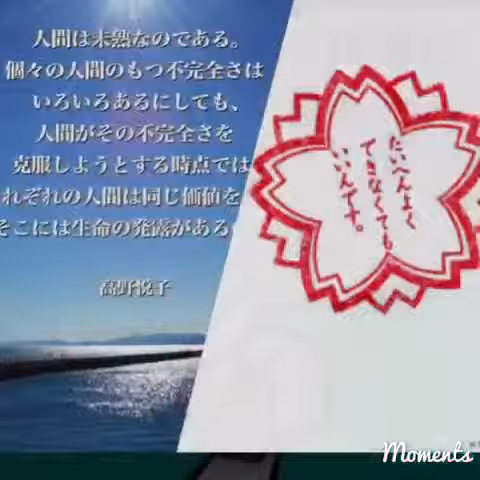 人間は未熟なのである。
個々の人間のもつ不完全さは
いろいろあるにしても、
人間がその不完全さを
克服しようとする時点では
れぞれの人間は同じ価値を
そこには生命の発露がある
高野悦子
たいへんよく
できなくても
いいんです。
Moments